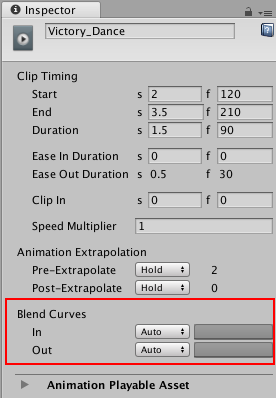 Inspector
Victory_Dance
Clip Timing
Start s 2 f 120
End s 3.5 f 210
Duration s 1.5 f 90
Ease In Duration s 0 f 0
Ease Out Duration s 0.5 f 30
Clip In s 0 f 0
Speed Multiplier 1
Animation Extrapolation
Pre-Extrapolate Hold 2
Post-Extrapolate Hold 0
Blend Curves
In Auto
Out Auto
Animation Playable Asset